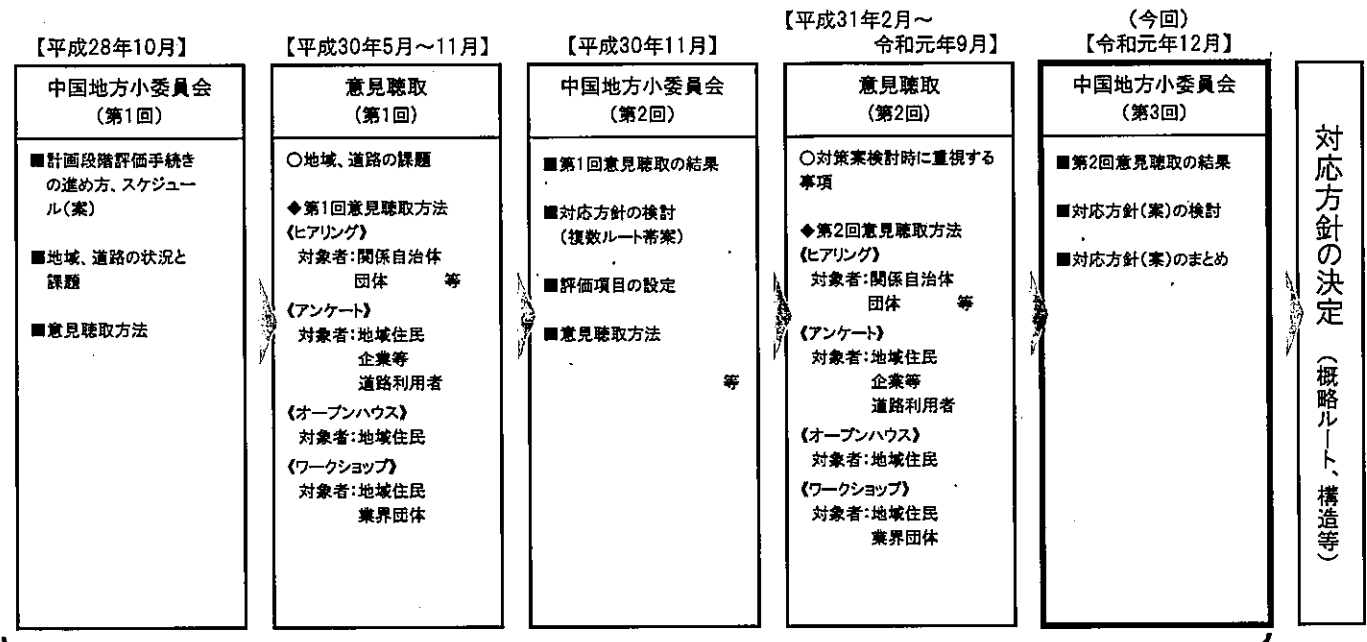 【平成28年10月】
中国地方小委員会
(第1回)
■計画段階評価手続き
の進め方、スケジュー
ル(案)
■地域、道路の状況と
課題
■意見聴取方法
【平成30年5月～11月】
意見聴取
(第1回)
○地域、道路の課題
◆第1回意見聴取方法
《ヒアリング》
対象者:関係自治体
団体 等
《アンケート》
対象者:地域住民
企業等
道路利用者
《オープンハウス》
対象者:地域住民
《ワークショップ》
対象者:地域住民
業界団体
【平成30年11月】
中国地方小委員会
(第2回)
■第1回意見聴取の結果
■対応方針の検討
(複数ルート帯案)
■評価項目の設定
■意見聴取方法
等
【平成31年2月～
令和元年9月】
意見聴取
(第2回)
○対策案検討時に重視する
事項
◆第2回意見聴取方法
《ヒアリング》
対象者:関係自治体
団体 等
《アンケート》
対象者:地域住民
企業等
道路利用者
《オープンハウス》
対象者:地域住民
《ワークショップ》
対象者:地域住民
業界団体
(今回)
【令和元年12月】
中国地方小委員会
(第3回)
■第2回意見聴取の結果
■対応方針(案)の検討
■対応方針(案)のまとめ
対応方針の決定 (概略ルート、構造等)